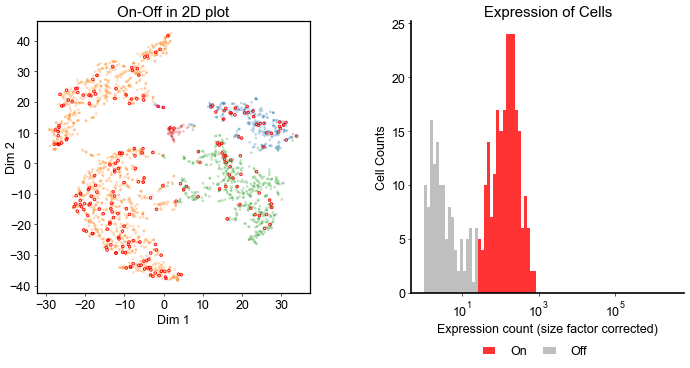 On-Off in 2D plot
Dim 2
40
30
20
10
0
−10
−20
−30
−40
−30 −20 −10 0 10 20 30
Dim 1
Expression of Cells
Cell Counts
25
20
15
10
5
0
10^1 10^3 10^5
Expression count (size factor corrected)
On Off